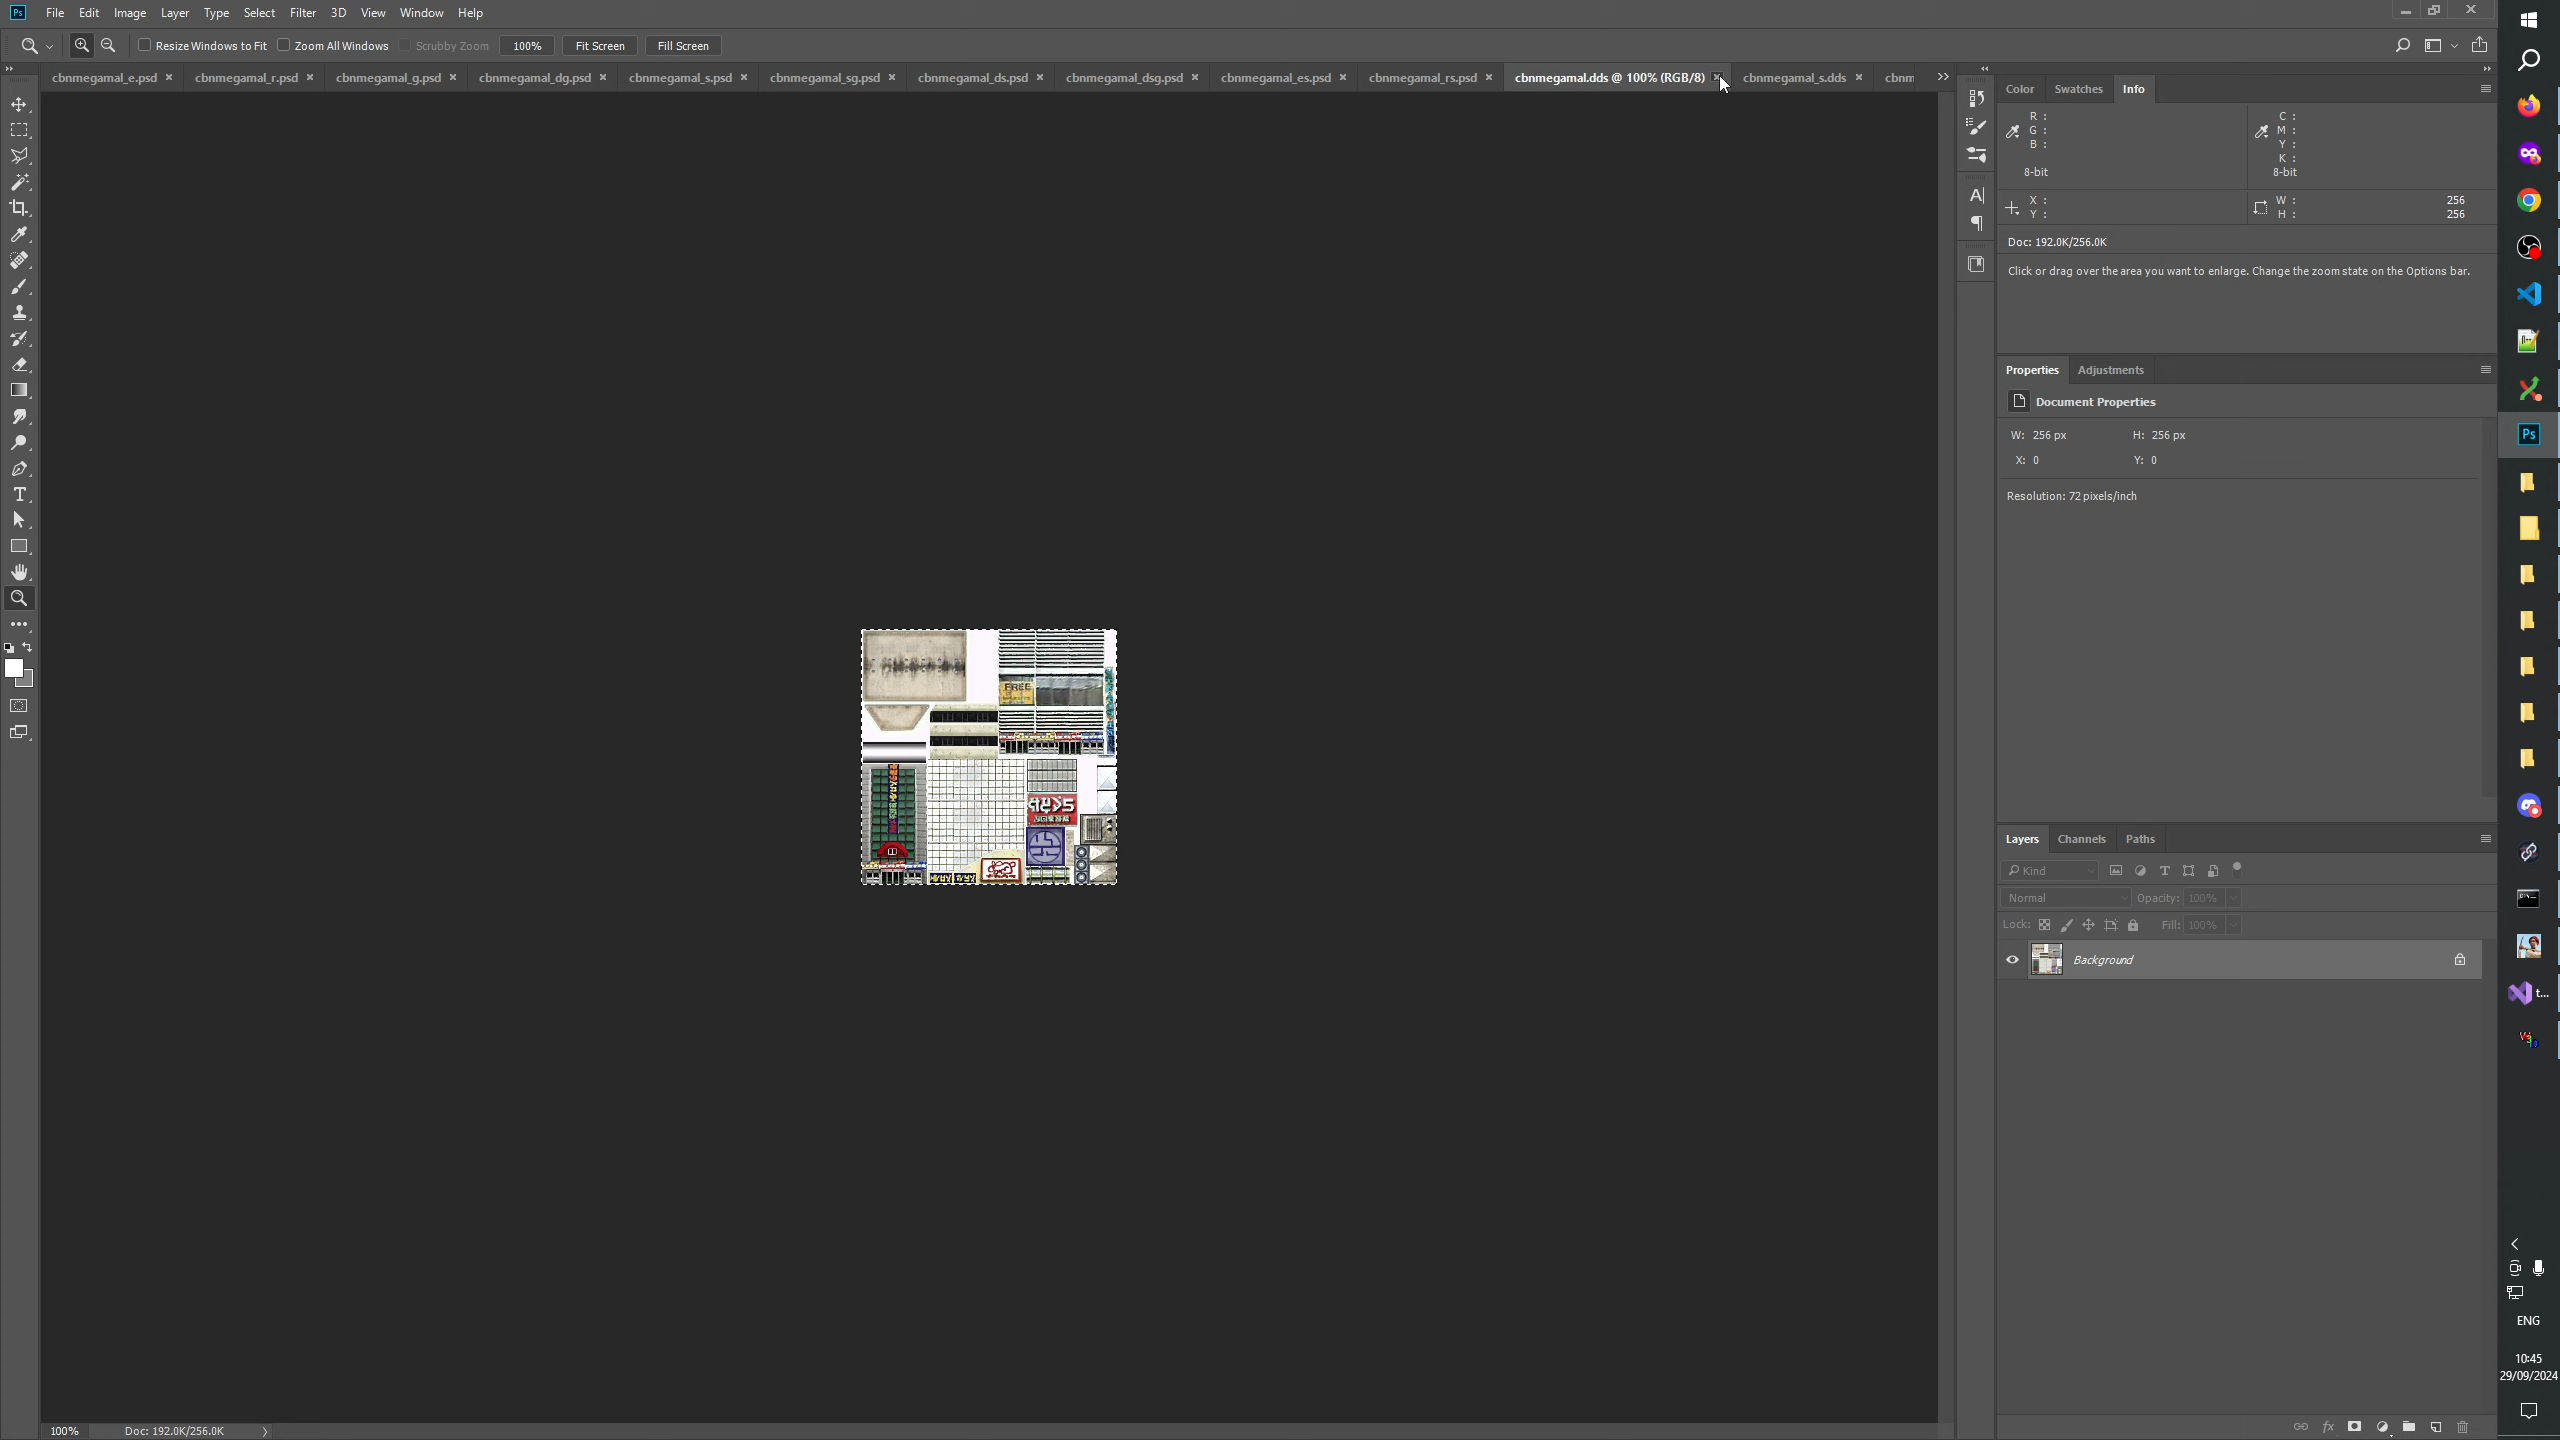 Ps File Edit Image Layer Type Select Filter 3D View Window Help
Resize Windows to Fit Zoom All Windows Scrubby Zoom 100% Fit Screen Fill Screen
cbnmegamal_e.psd cbnmegamal_r.psd cbnmegamal_g.psd cbnmegamal_dg.psd cbnmegamal_s.psd cbnmegamal_sg.psd cbnmegamal_ds.psd cbnmegamal_dsg.psd cbnmegamal_es.psd cbnmegamal_rs.psd cbnmegamal.dds @ 100% (RGB/8) cbnmegamal_s.dds cbnm
Color Swatches Info
R : C :
G : M :
B : Y :
K :
8-bit 8-bit
X : W : 256
Y : H : 256
Doc: 192.0K/256.0K
Click or drag over the area you want to enlarge. Change the zoom state on the Options bar.
Properties Adjustments
Document Properties
W: 256 px H: 256 px
X: 0 Y: 0
Resolution: 72 pixels/inch
FREE
Layers Channels Paths
Kind
Normal Opacity: 100%
Lock: Fill: 100%
Background
Ps
t...
ENG
10:45
29/09/2024
100% Doc: 192.0K/256.0K